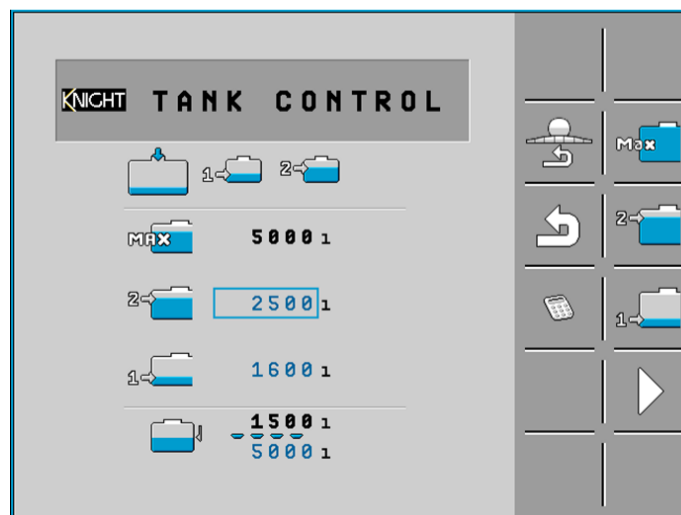 KNIGHT TANK CONTROL
1 2
MAX 5000 l
2 2500 l
1 1600 l
1500 l
5000 l
Max
2
1